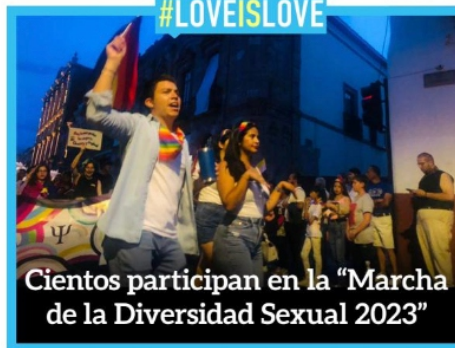 #LOVEISLOVE
Cientos participan en la “Marcha
de la Diversidad Sexual 2023”